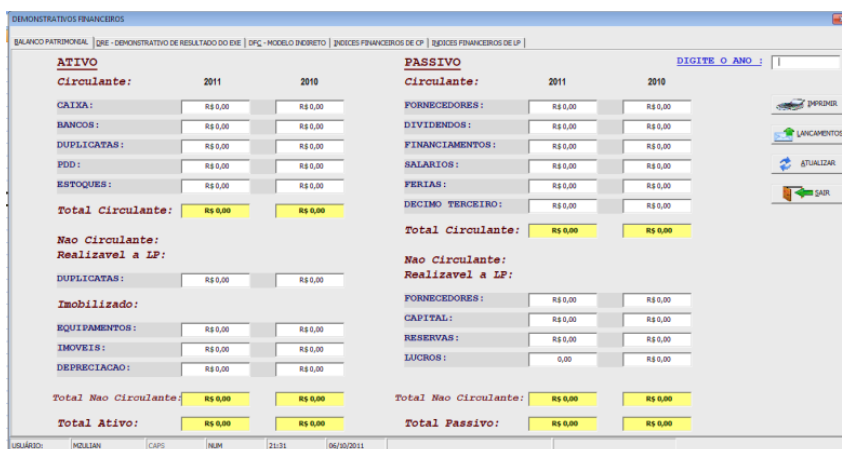 DEMONSTRATIVOS FINANCEIROS
BALANCO PATRIMONIAL | DRE - DEMONSTRATIVO DE RESULTADO DO EXE | DFC - MODELO INDIRETO | INDICES FINANCEIROS DE CP | INDICES FINANCEIROS DE LP |
ATIVO
Circulante: 2011 2010
CAIXA: R$ 0,00 R$ 0,00
BANCOS: R$ 0,00 R$ 0,00
DUPLICATAS: R$ 0,00 R$ 0,00
PDD: R$ 0,00 R$ 0,00
ESTOQUES: R$ 0,00 R$ 0,00
Total Circulante: R$ 0,00 R$ 0,00
Nao Circulante:
Realizavel a LP:
DUPLICATAS: R$ 0,00 R$ 0,00
Imobilizado:
EQUIPAMENTOS: R$ 0,00 R$ 0,00
IMOVEIS: R$ 0,00 R$ 0,00
DEPRECIACAO: R$ 0,00 R$ 0,00
Total Nao Circulante: R$ 0,00 R$ 0,00
Total Ativo: R$ 0,00 R$ 0,00
PASSIVO
Circulante: 2011 2010
FORNECEDORES: R$ 0,00 R$ 0,00
DIVIDENDOS: R$ 0,00 R$ 0,00
FINANCIAMENTOS: R$ 0,00 R$ 0,00
SALARIOS: R$ 0,00 R$ 0,00
FERIAS: R$ 0,00 R$ 0,00
DECIMO TERCEIRO: R$ 0,00 R$ 0,00
Total Circulante: R$ 0,00 R$ 0,00
Nao Circulante:
Realizavel a LP:
FORNECEDORES: R$ 0,00 R$ 0,00
CAPITAL: R$ 0,00 R$ 0,00
RESERVAS: R$ 0,00 R$ 0,00
LUCROS: 0,00 R$ 0,00
Total Nao Circulante: R$ 0,00 R$ 0,00
Total Passivo: R$ 0,00 R$ 0,00
DIGITE O ANO :
IMPRIMIR
LANCAMENTOS
ATUALIZAR
SAIR
USUÁRIO: MZULIAN CAPS NUM 21:31 06/10/2011